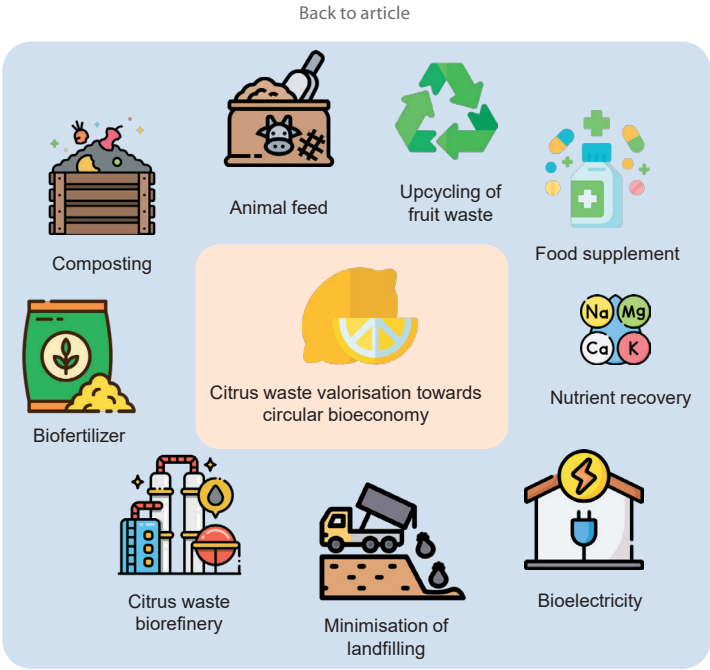 Back to article
Animal feed
Upcycling of
fruit waste
Composting
Food supplement
Citrus waste valorisation towards
circular bioeconomy
Na
Mg
Ca
K
Nutrient recovery
Biofertilizer
Citrus waste
biorefinery
Minimisation of
landfilling
Bioelectricity